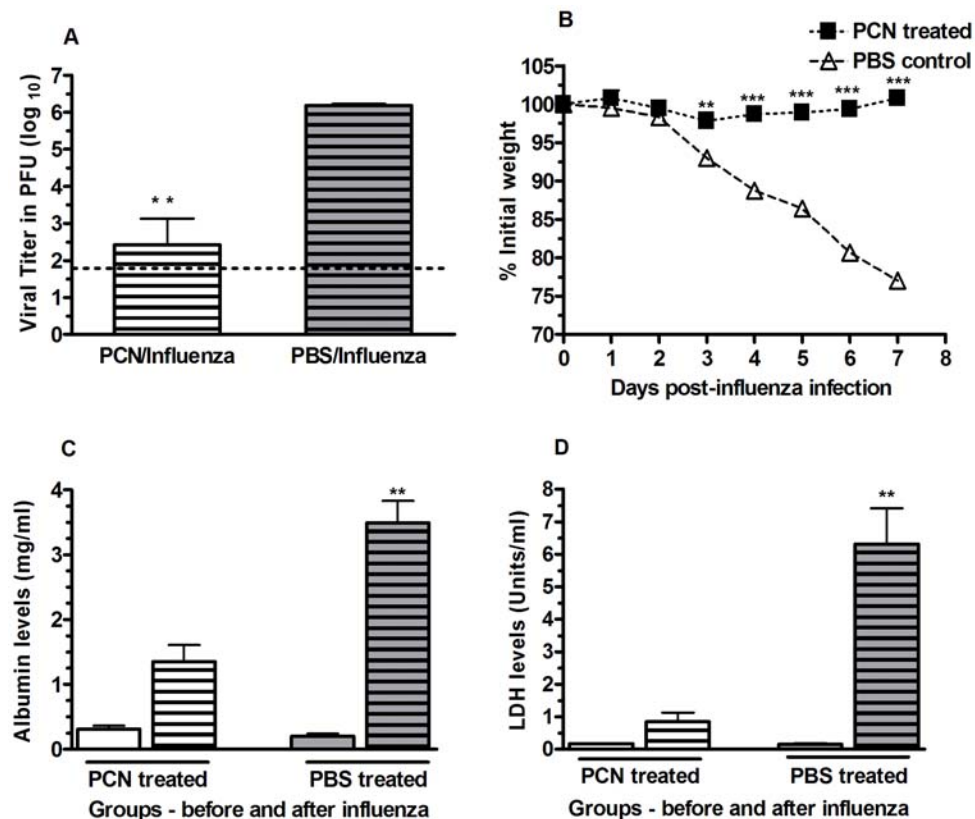 A
Viral Titer in PFU (log 10)
7
6
5
4
3
2
1
0
* *
PCN/Influenza PBS/Influenza
B
PCN treated
PBS control
% Initial weight
105
100
95
90
85
80
75
70
** *** *** *** ***
0 1 2 3 4 5 6 7 8
Days post-influenza infection
C
Albumin levels (mg/ml)
4
3
2
1
0
**
PCN treated PBS treated
Groups - before and after influenza
D
LDH levels (Units/ml)
8
7
6
5
4
3
2
1
0
**
PCN treated PBS treated
Groups - before and after influenza